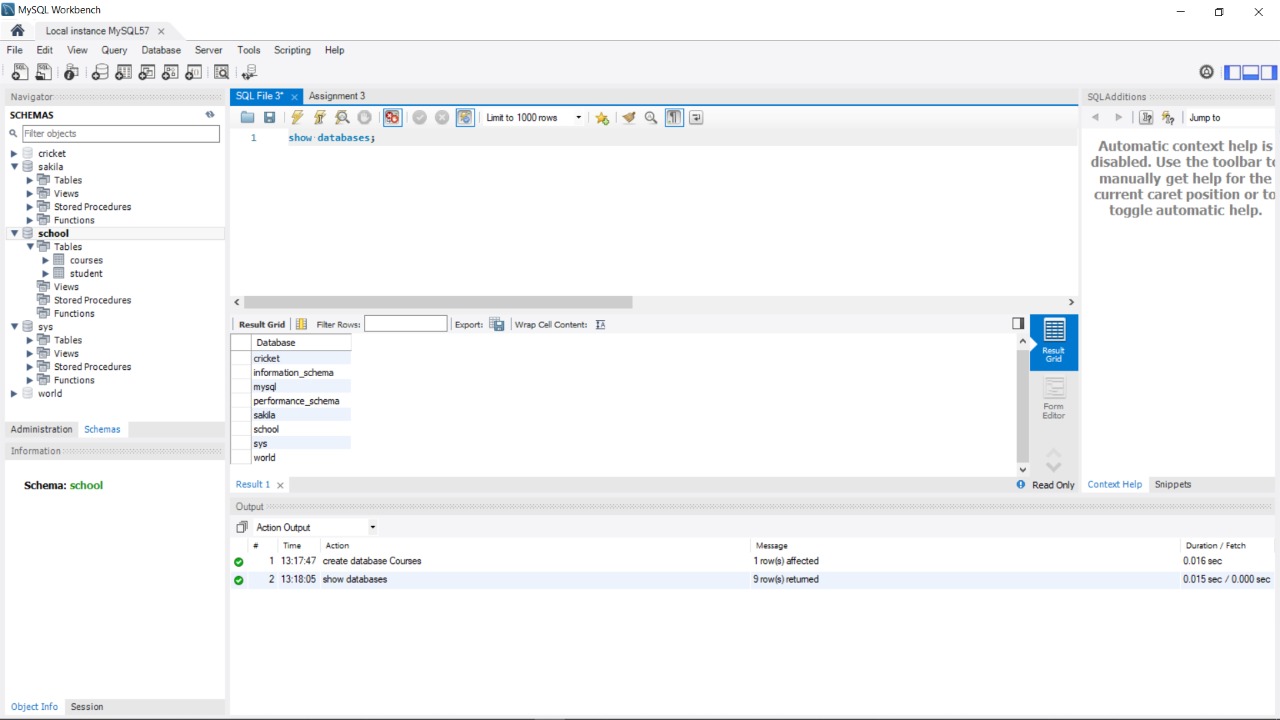 MySQL Workbench
Local instance MySQL57
File Edit View Query Database Server Tools Scripting Help
Navigator
SCHEMAS
Filter objects
cricket
sakila
Tables
Views
Stored Procedures
Functions
school
Tables
courses
student
Views
Stored Procedures
Functions
sys
Tables
Views
Stored Procedures
Functions
world
Administration Schemas
Information
Schema: school
Object Info Session
SQL File 3* Assignment 3
Limit to 1000 rows
1 show databases;
Result Grid Filter Rows: Export: Wrap Cell Content:
Database
cricket
information_schema
mysql
performance_schema
sakila
school
sys
world
Result Grid
Form Editor
Result 1 Read Only
Output
Action Output
# Time Action Message Duration / Fetch
1 13:17:47 create database Courses 1 row(s) affected 0.016 sec
2 13:18:05 show databases 9 row(s) returned 0.015 sec / 0.000 sec
SQLAdditions
Jump to
Automatic context help is
disabled. Use the toolbar to
manually get help for the
current caret position or to
toggle automatic help.
Context Help Snippets